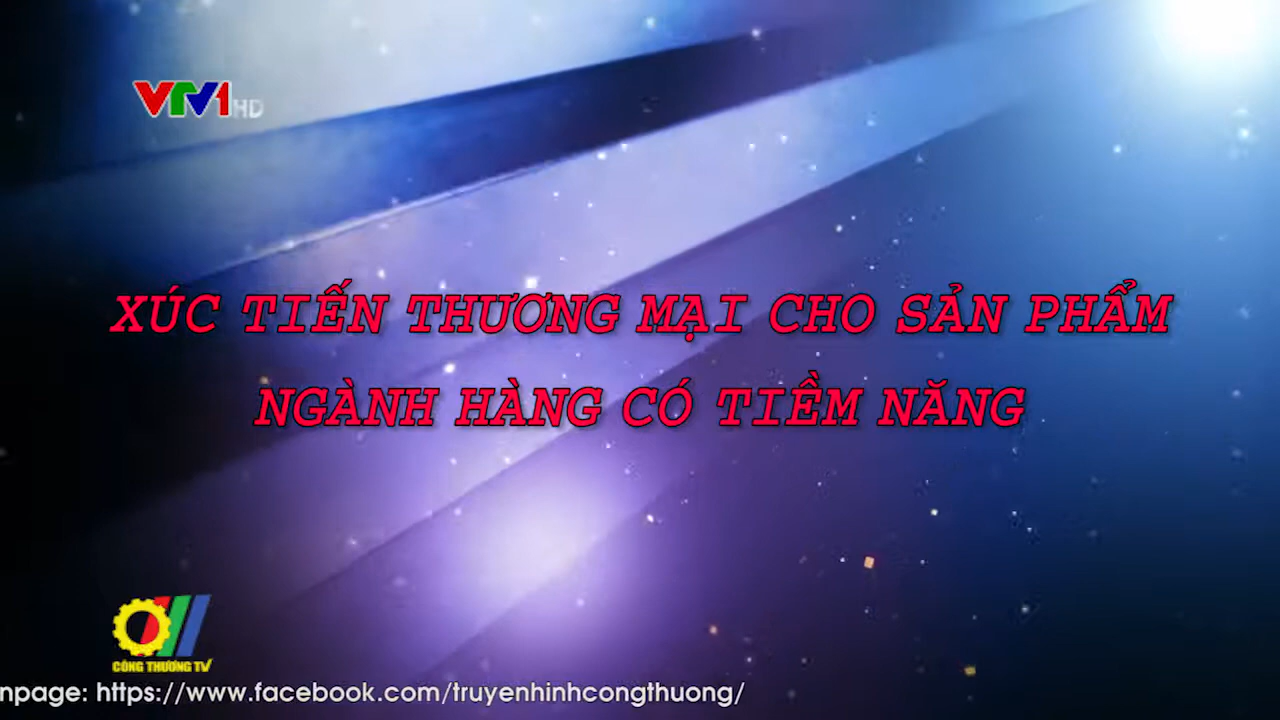 VTV1 HD
XÚC TIẾN THƯƠNG MẠI CHO SẢN PHẨM
NGÀNH HÀNG CÓ TIỀM NĂNG
CÔNG THƯƠNG TV
npage: https://www.facebook.com/truyenhinhcongthuong/